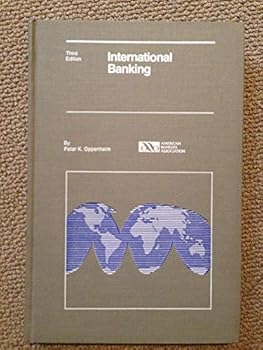 Third
Edition
International
Banking
By
Peter K. Oppenheim
AMERICAN
BANKERS
ASSOCIATION